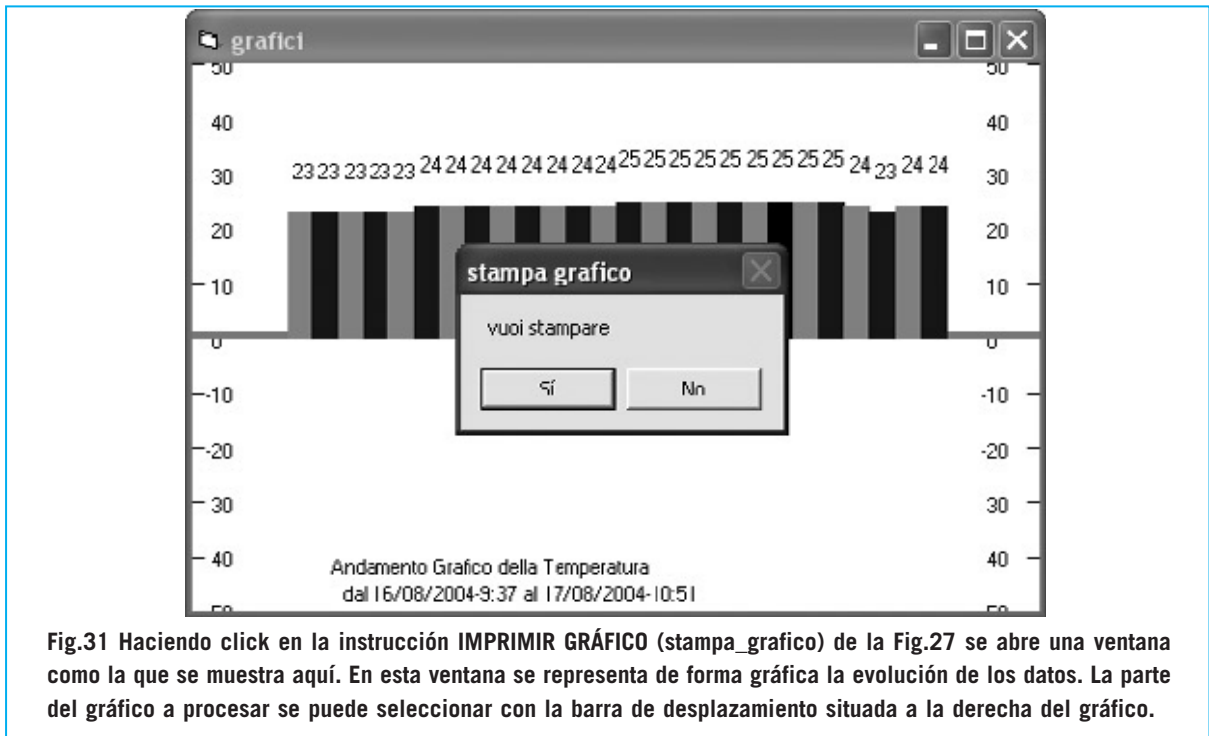 grafici
50 50
40 40
23 23 23 23 23 24 24 24 24 24 24 24 24 25 25 25 25 25 25 25 25 25 24 23 24 24
30 30
20 20
10 10
stampa grafico
vuoi stampare
Sí No
0 0
-10 -10
-20 -20
30 30
40 40
Andamento Grafico della Temperatura
dal 16/08/2004-9:37 al 17/08/2004-10:51
50 50
Fig.31 Haciendo click en la instrucción IMPRIMIR GRÁFICO (stampa_grafico) de la Fig.27 se abre una ventana
como la que se muestra aquí. En esta ventana se representa de forma gráfica la evolución de los datos. La parte
del gráfico a procesar se puede seleccionar con la barra de desplazamiento situada a la derecha del gráfico.